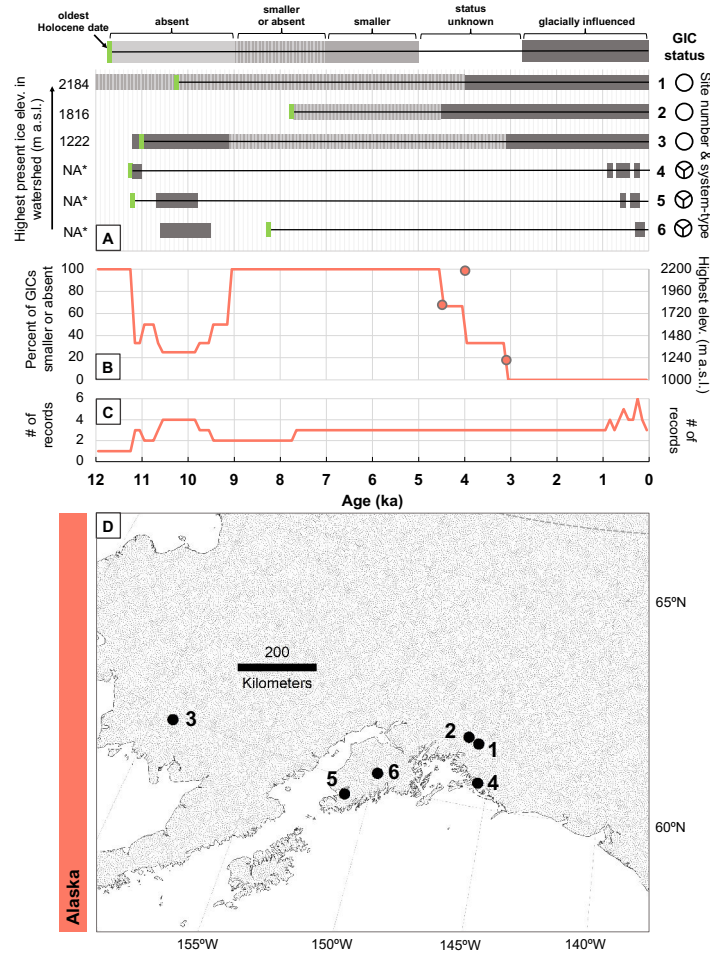 oldest
Holocene date
absent
smaller
or absent
smaller
status
unknown
glacially influenced
GIC
status
Highest present ice elev. in
watershed (m a.s.l.)
2184
1816
1222
NA*
NA*
NA*
1
2
3
4
5
6
Site number & system-type
A
Percent of GICs
smaller or absent
100
80
60
40
20
0
B
2200
1960
1720
1480
1240
1000
Highest elev.
(m a.s.l.)
# of
records
6
4
2
0
C
# of
records
12 11 10 9 8 7 6 5 4 3 2 1 0
Age (ka)
Alaska
D
200
Kilometers
3
2
1
4
5
6
65ºN
60ºN
155ºW 150ºW 145ºW 140ºW